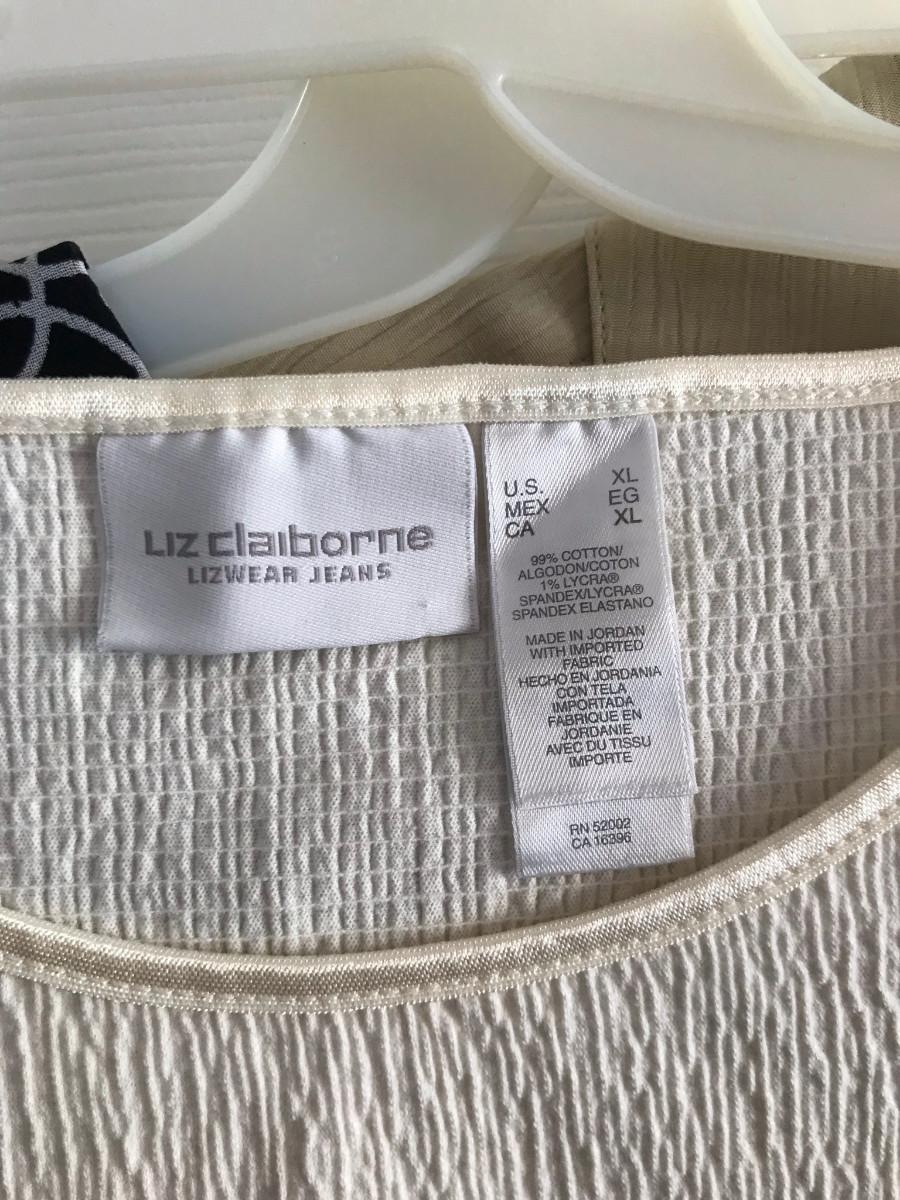 Liz claiborne
LIZWEAR JEANS
U.S. XL
MEX EG
CA XL
99% COTTON/
ALGODON/COTON
1% LYCRA®
SPANDEX/LYCRA®
SPANDEX ELASTANO
MADE IN JORDAN
WITH IMPORTED
FABRIC
HECHO EN JORDANIA
CON TELA
IMPORTADA
FABRIQUE EN
JORDANIE
AVEC DU TISSU
IMPORTE
RN 52002
CA 16396